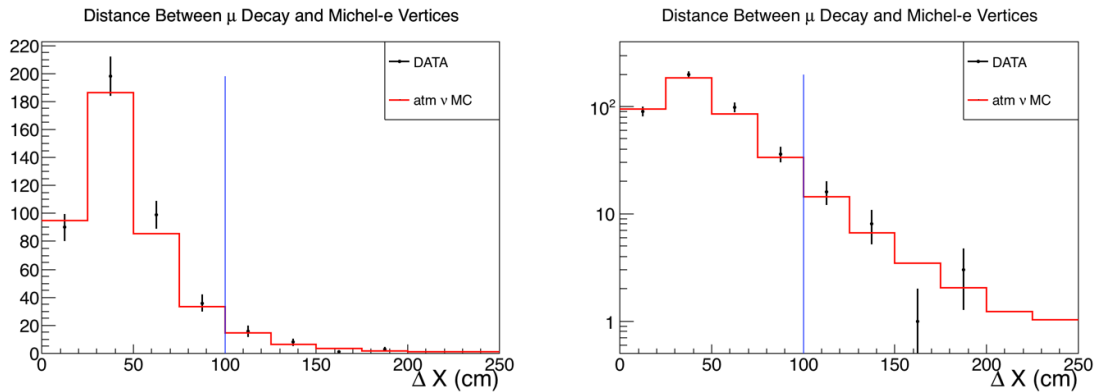 Distance Between μ Decay and Michel-e Vertices
220
200
180
160
140
120
100
80
60
40
20
0
DATA
atm ν MC
0 50 100 150 200 250
Δ X (cm)
Distance Between μ Decay and Michel-e Vertices
10²
10
1
DATA
atm ν MC
0 50 100 150 200 250
Δ X (cm)